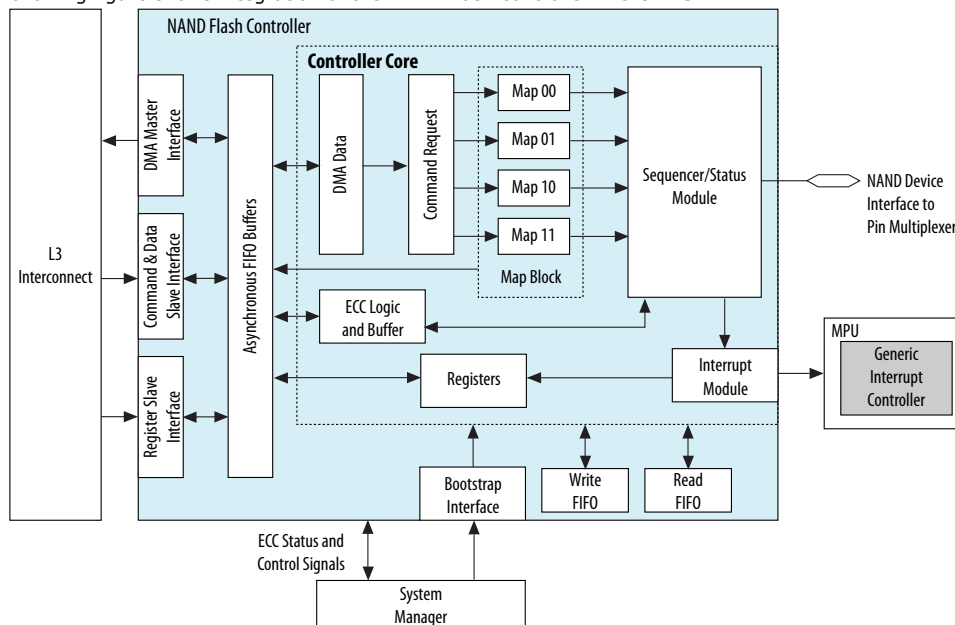 NAND Flash Controller
Controller Core
L3
Interconnect
DMA Master
Interface
Command & Data
Slave Interface
Register Slave
Interface
Asynchronous FIFO Buffers
DMA Data
Command Request
Map 00
Map 01
Map 10
Map 11
Map Block
Sequencer/Status
Module
NAND Device
Interface to
Pin Multiplexer
ECC Logic
and Buffer
Registers
Interrupt
Module
MPU
Generic
Interrupt
Controller
Bootstrap
Interface
Write
FIFO
Read
FIFO
ECC Status and
Control Signals
System
Manager